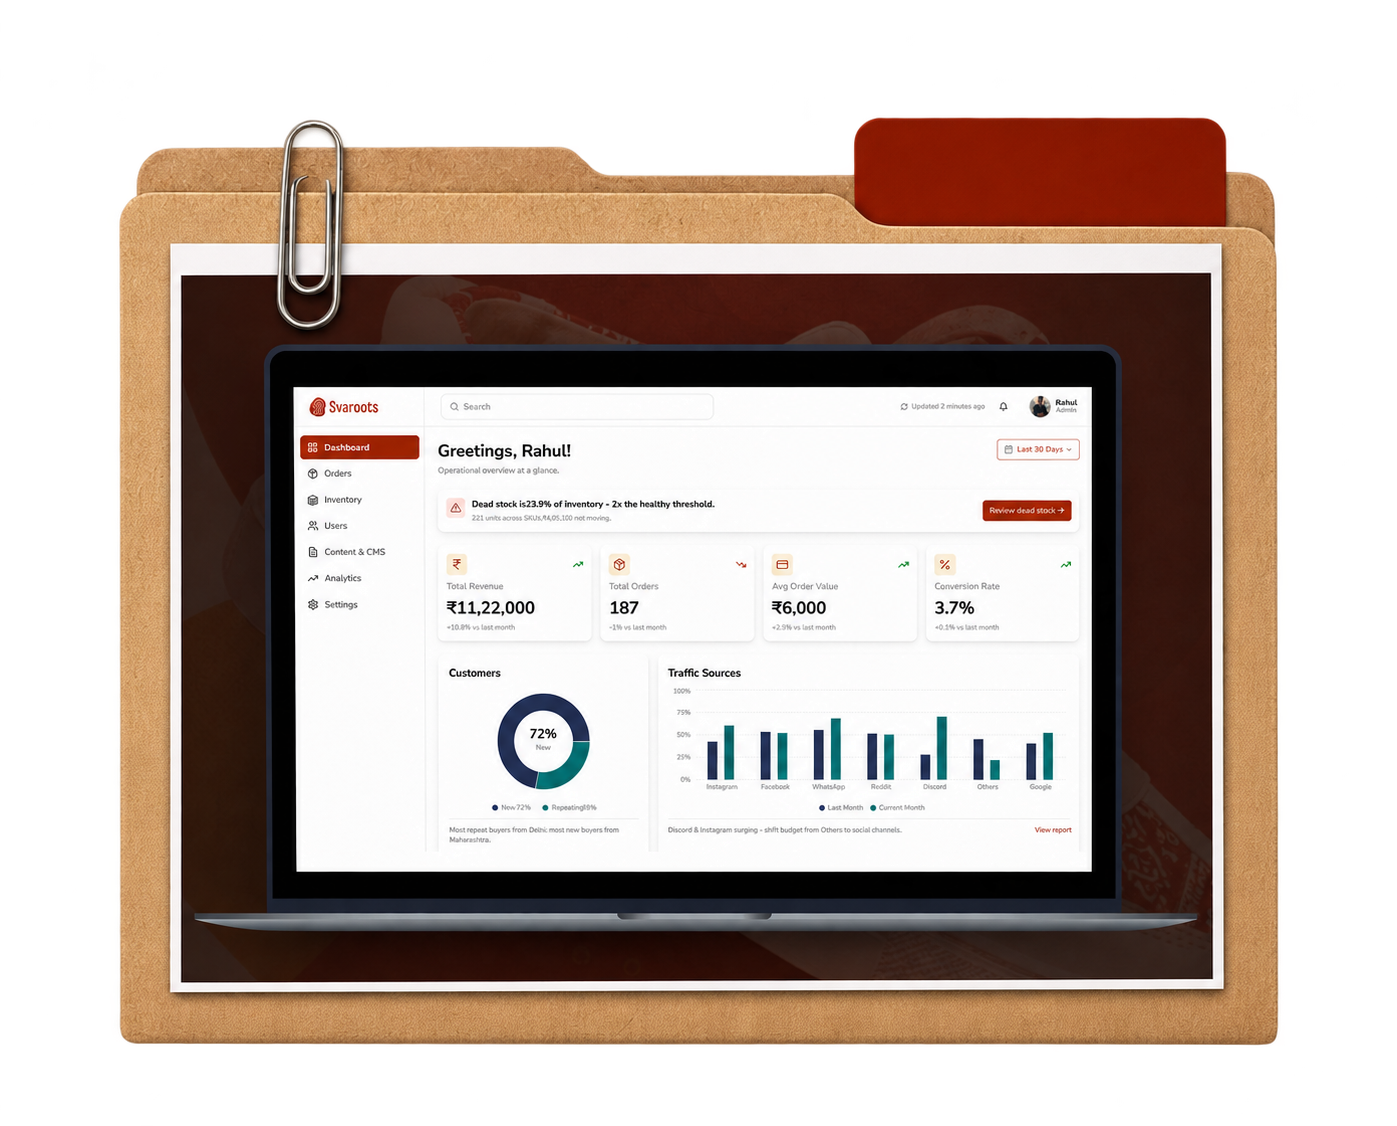 Svaroots
Search
Updated 2 minutes ago
Rahul
Admin
Dashboard
Orders
Inventory
Users
Content & CMS
Analytics
Settings
Greetings, Rahul!
Last 30 Days
Operational overview at a glance.
Dead stock is23.9% of inventory - 2x the healthy threshold.
221 units across SKUs,₹4,05,100 not moving.
Review dead stock →
Total Revenue
₹11,22,000
+10.8% vs last month
Total Orders
187
-1% vs last month
Avg Order Value
₹6,000
+2.9% vs last month
Conversion Rate
3.7%
+0.1% vs last month
Customers
72%
New
New72%
Most repeat buyers from Delhi; most new buyers from
Maharashtra.
Traffic Sources
100%
75%
50%
25%
0%
Instagram
Facebook
WhatsApp
Reddit
Discord
Others
Google
Last Month
Current Month
Discord & Instagram surging - shift budget from Others to social channels.
View report